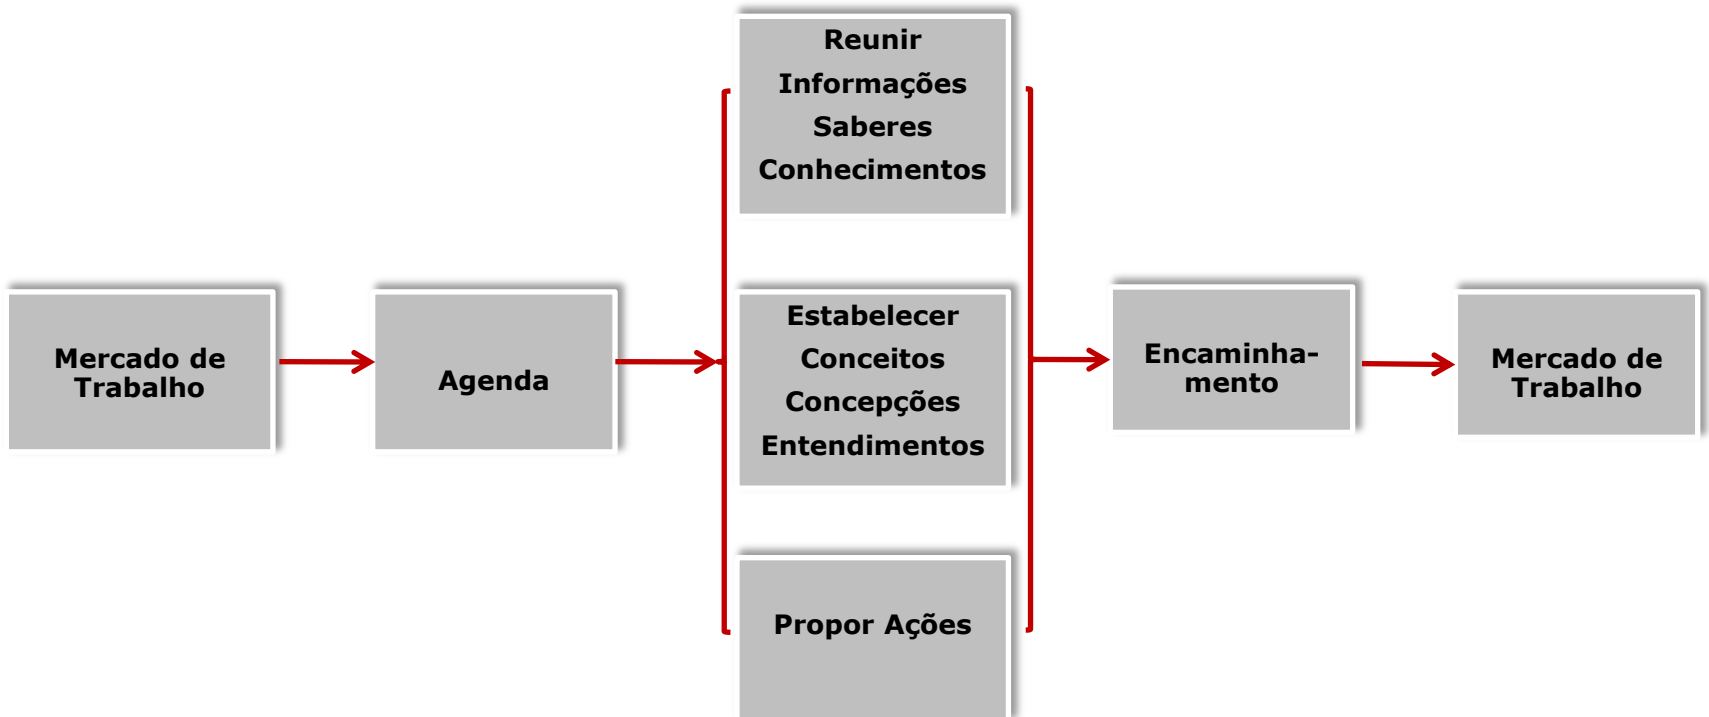 Mercado de
Trabalho
Agenda
Reunir
Informações
Saberes
Conhecimentos
Estabelecer
Conceitos
Concepções
Entendimentos
Propor Ações
Encaminha-
mento
Mercado de
Trabalho